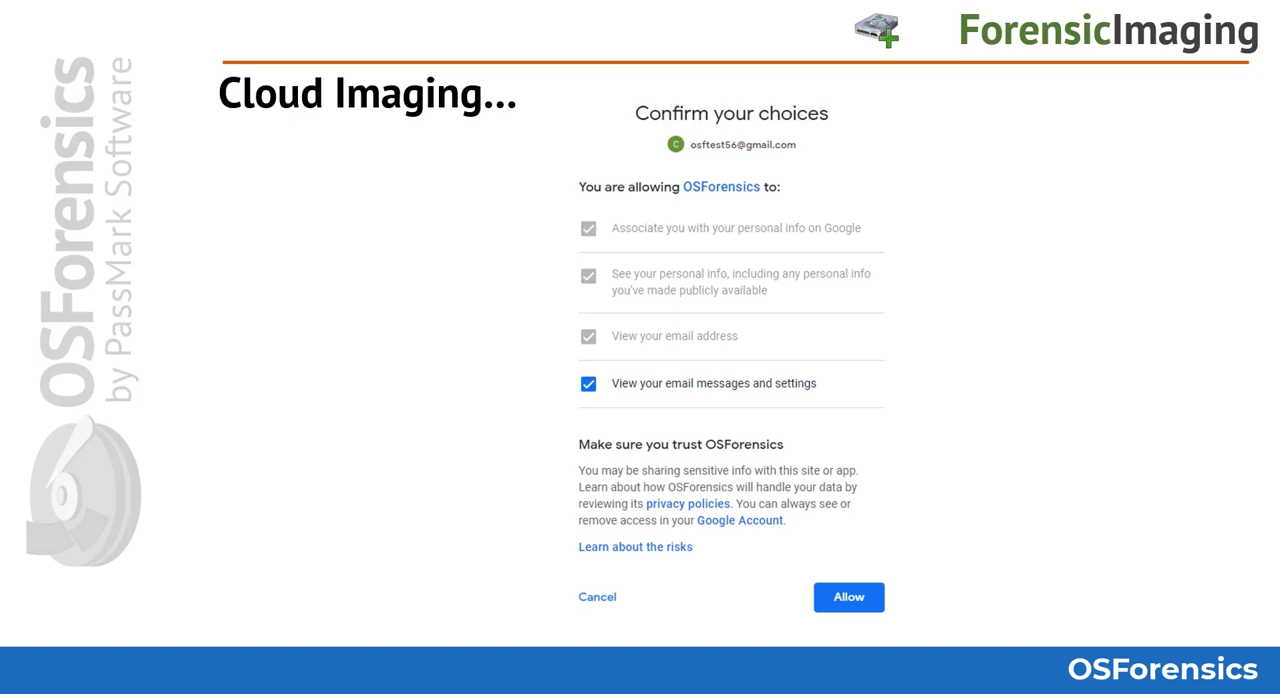 ForensicImaging
Cloud Imaging...
OSForensics
by PassMark Software
Confirm your choices
C osftest56@gmail.com
You are allowing OSForensics to:
Associate you with your personal info on Google
See your personal info, including any personal info
you've made publicly available
View your email address
View your email messages and settings
Make sure you trust OSForensics
You may be sharing sensitive info with this site or app.
Learn about how OSForensics will handle your data by
reviewing its privacy policies. You can always see or
remove access in your Google Account.
Learn about the risks
Cancel
Allow
OSForensics